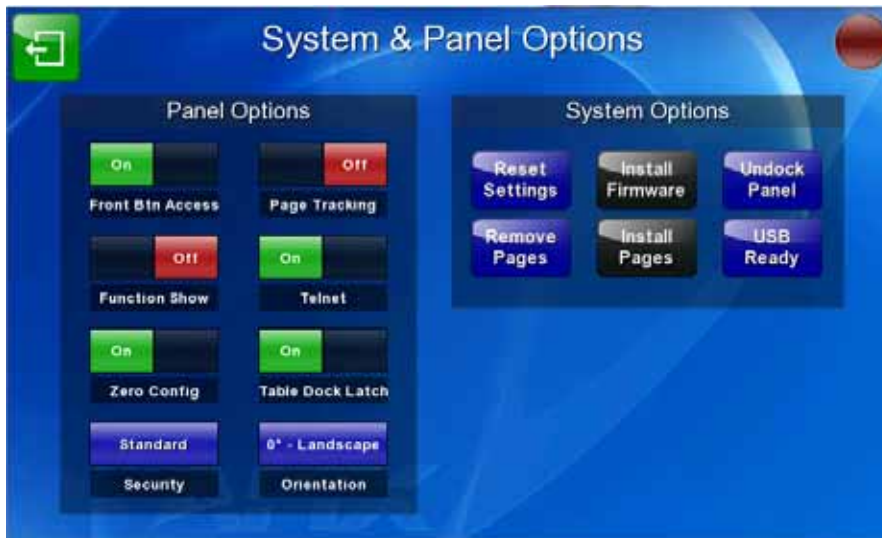 System & Panel Options
Panel Options
On
Off
Front Btn Access
Page Tracking
Off
On
Function Show
Telnet
On
On
Zero Config
Table Dock Latch
Standard
0° - Landscape
Security
Orientation
System Options
Reset
Settings
Install
Firmware
Undock
Panel
Remove
Pages
Install
Pages
USB
Ready